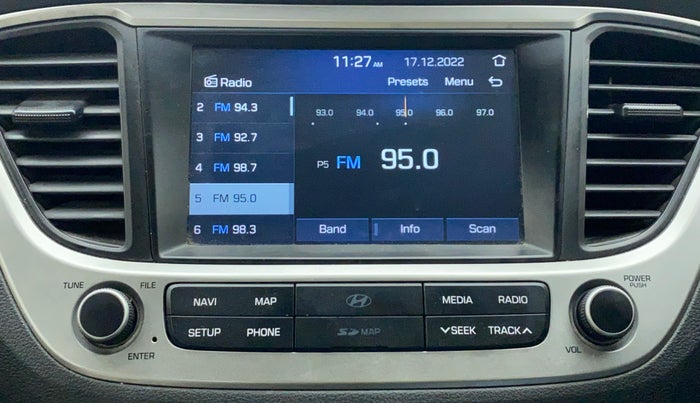 11:27 AM 17.12.2022
Radio Presets Menu
2 FM 94.3
3 FM 92.7
4 FM 98.7
5 FM 95.0
6 FM 98.3
93.0 94.0 95.0 96.0 97.0
P5 FM 95.0
Band Info Scan
TUNE FILE
ENTER
NAVI MAP
SETUP PHONE
SD MAP
MEDIA RADIO
SEEK TRACK
POWER
PUSH
VOL